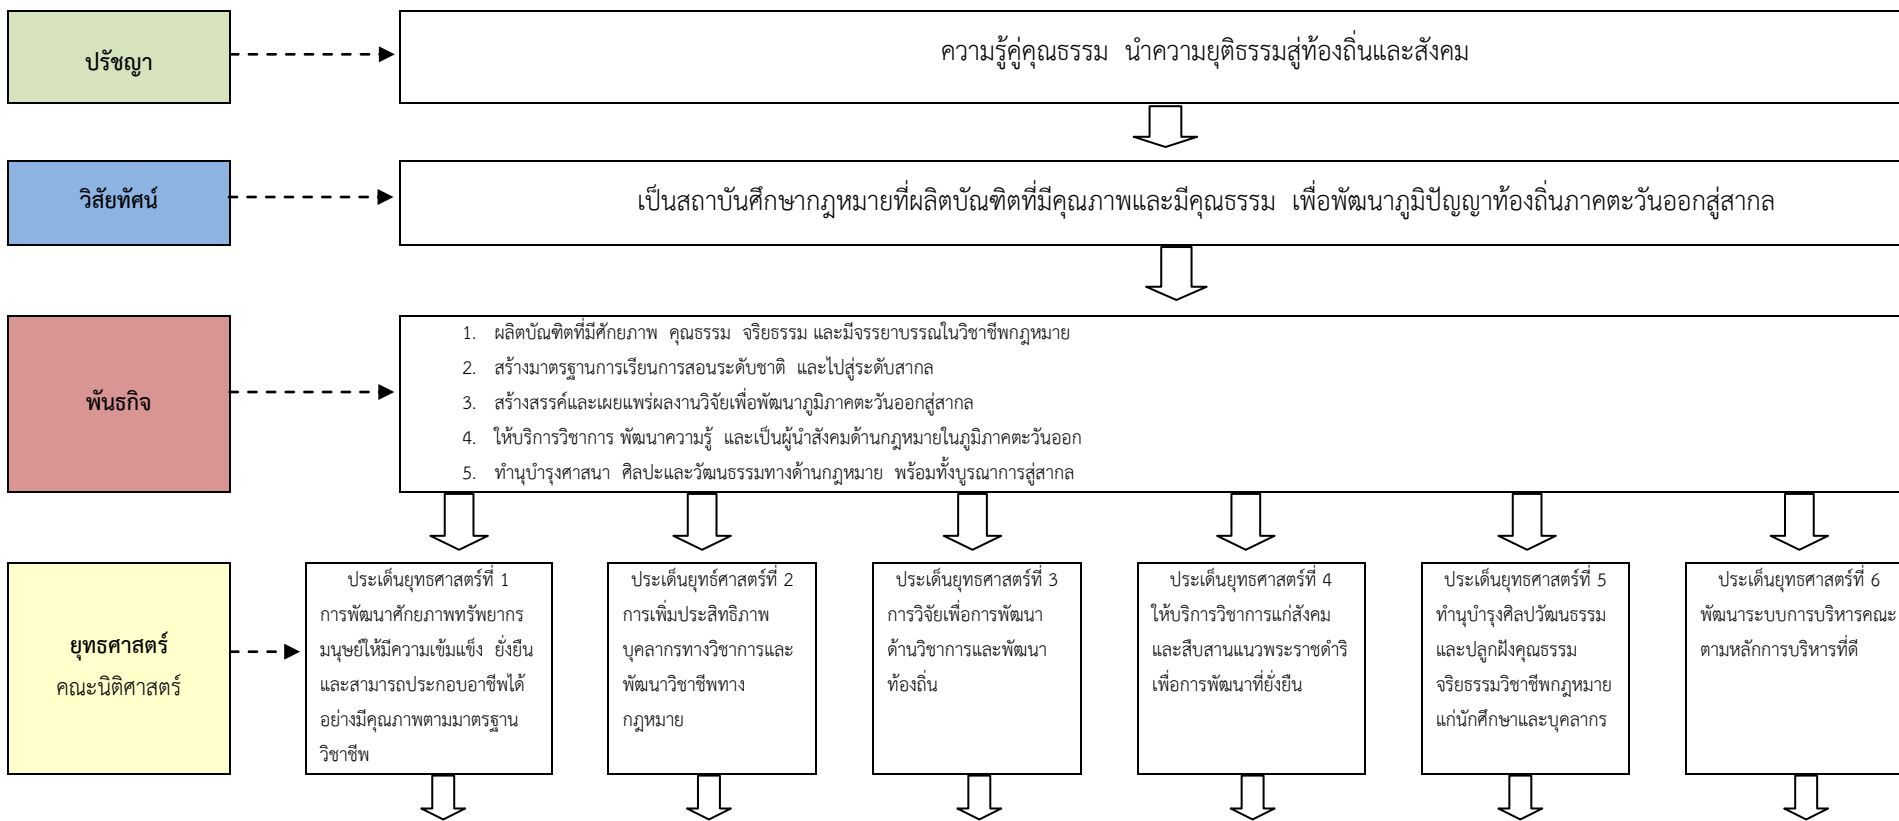 ปรัชญา
ความรู้คู่คุณธรรม นำความยุติธรรมสู่ท้องถิ่นและสังคม
วิสัยทัศน์
เป็นสถาบันศึกษากฎหมายที่ผลิตบัณฑิตที่มีคุณภาพและมีคุณธรรม เพื่อพัฒนาภูมิปัญญาท้องถิ่นภาคตะวันออกสู่สากล
พันธกิจ
1. ผลิตบัณฑิตที่มีศักยภาพ คุณธรรม จริยธรรม และมีจรรยาบรรณในวิชาชีพกฎหมาย
2. สร้างมาตรฐานการเรียนการสอนระดับชาติ และไปสู่ระดับสากล
3. สร้างสรรค์และเผยแพร่ผลงานวิจัยเพื่อพัฒนาภูมิภาคตะวันออกสู่สากล
4. ให้บริการวิชาการ พัฒนาความรู้ และเป็นผู้นำสังคมด้านกฎหมายในภูมิภาคตะวันออก
5. ทำนุบำรุงศาสนา ศิลปะและวัฒนธรรมทางด้านกฎหมาย พร้อมทั้งบูรณาการสู่สากล
ยุทธศาสตร์
คณะนิติศาสตร์
ประเด็นยุทธศาสตร์ที่ 1
การพัฒนาศักยภาพทรัพยากร
มนุษย์ให้มีความเข้มแข็ง ยั่งยืน
และสามารถประกอบอาชีพได้
อย่างมีคุณภาพตามมาตรฐาน
วิชาชีพ
ประเด็นยุทธ์ศาสตร์ที่ 2
การเพิ่มประสิทธิภาพ
บุคลากรทางวิชาการและ
พัฒนาวิชาชีพทาง
กฎหมาย
ประเด็นยุทธศาสตร์ที่ 3
การวิจัยเพื่อการพัฒนา
ด้านวิชาการและพัฒนา
ท้องถิ่น
ประเด็นยุทธศาสตร์ที่ 4
ให้บริการวิชาการแก่สังคม
และสืบสานแนวพระราชดำริ
เพื่อการพัฒนาที่ยั่งยืน
ประเด็นยุทธศาสตร์ที่ 5
ทำนุบำรุงศิลปวัฒนธรรม
และปลูกฝังคุณธรรม
จริยธรรมวิชาชีพกฎหมาย
แก่นักศึกษาและบุคลากร
ประเด็นยุทธศาสตร์ที่ 6
พัฒนาระบบการบริหารคณะ
ตามหลักการบริหารที่ดี